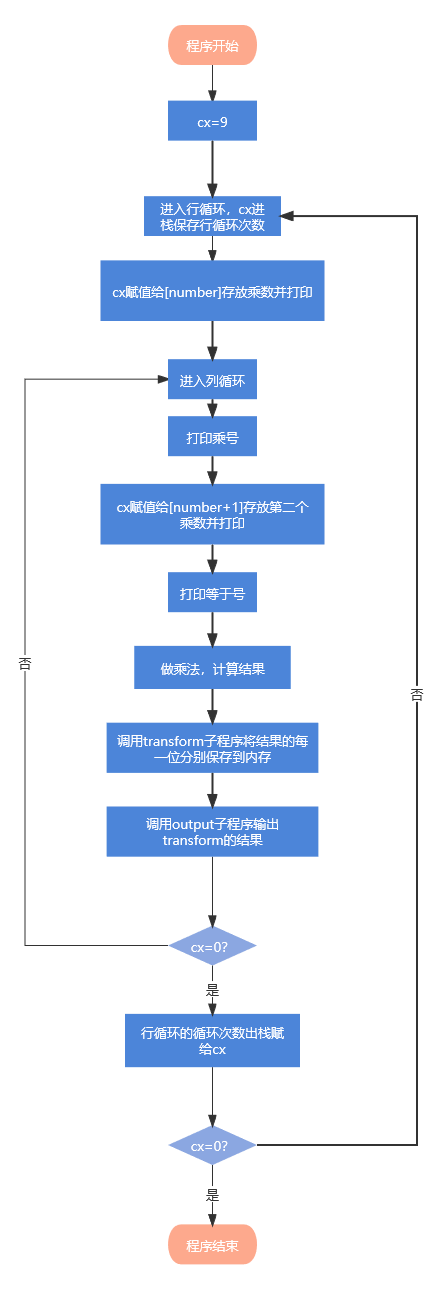 程序开始
cx=9
进入行循环，cx进
栈保存行循环次数
cx赋值给[number]存放乘数并打印
进入列循环
打印乘号
cx赋值给[number+1]存放第二个
乘数并打印
打印等于号
做乘法，计算结果
否
否
调用transform子程序将结果的每
一位分别保存到内存
调用output子程序输出
transform的结果
cx=0?
是
行循环的循环次数出栈赋
给cx
cx=0?
是
程序结束